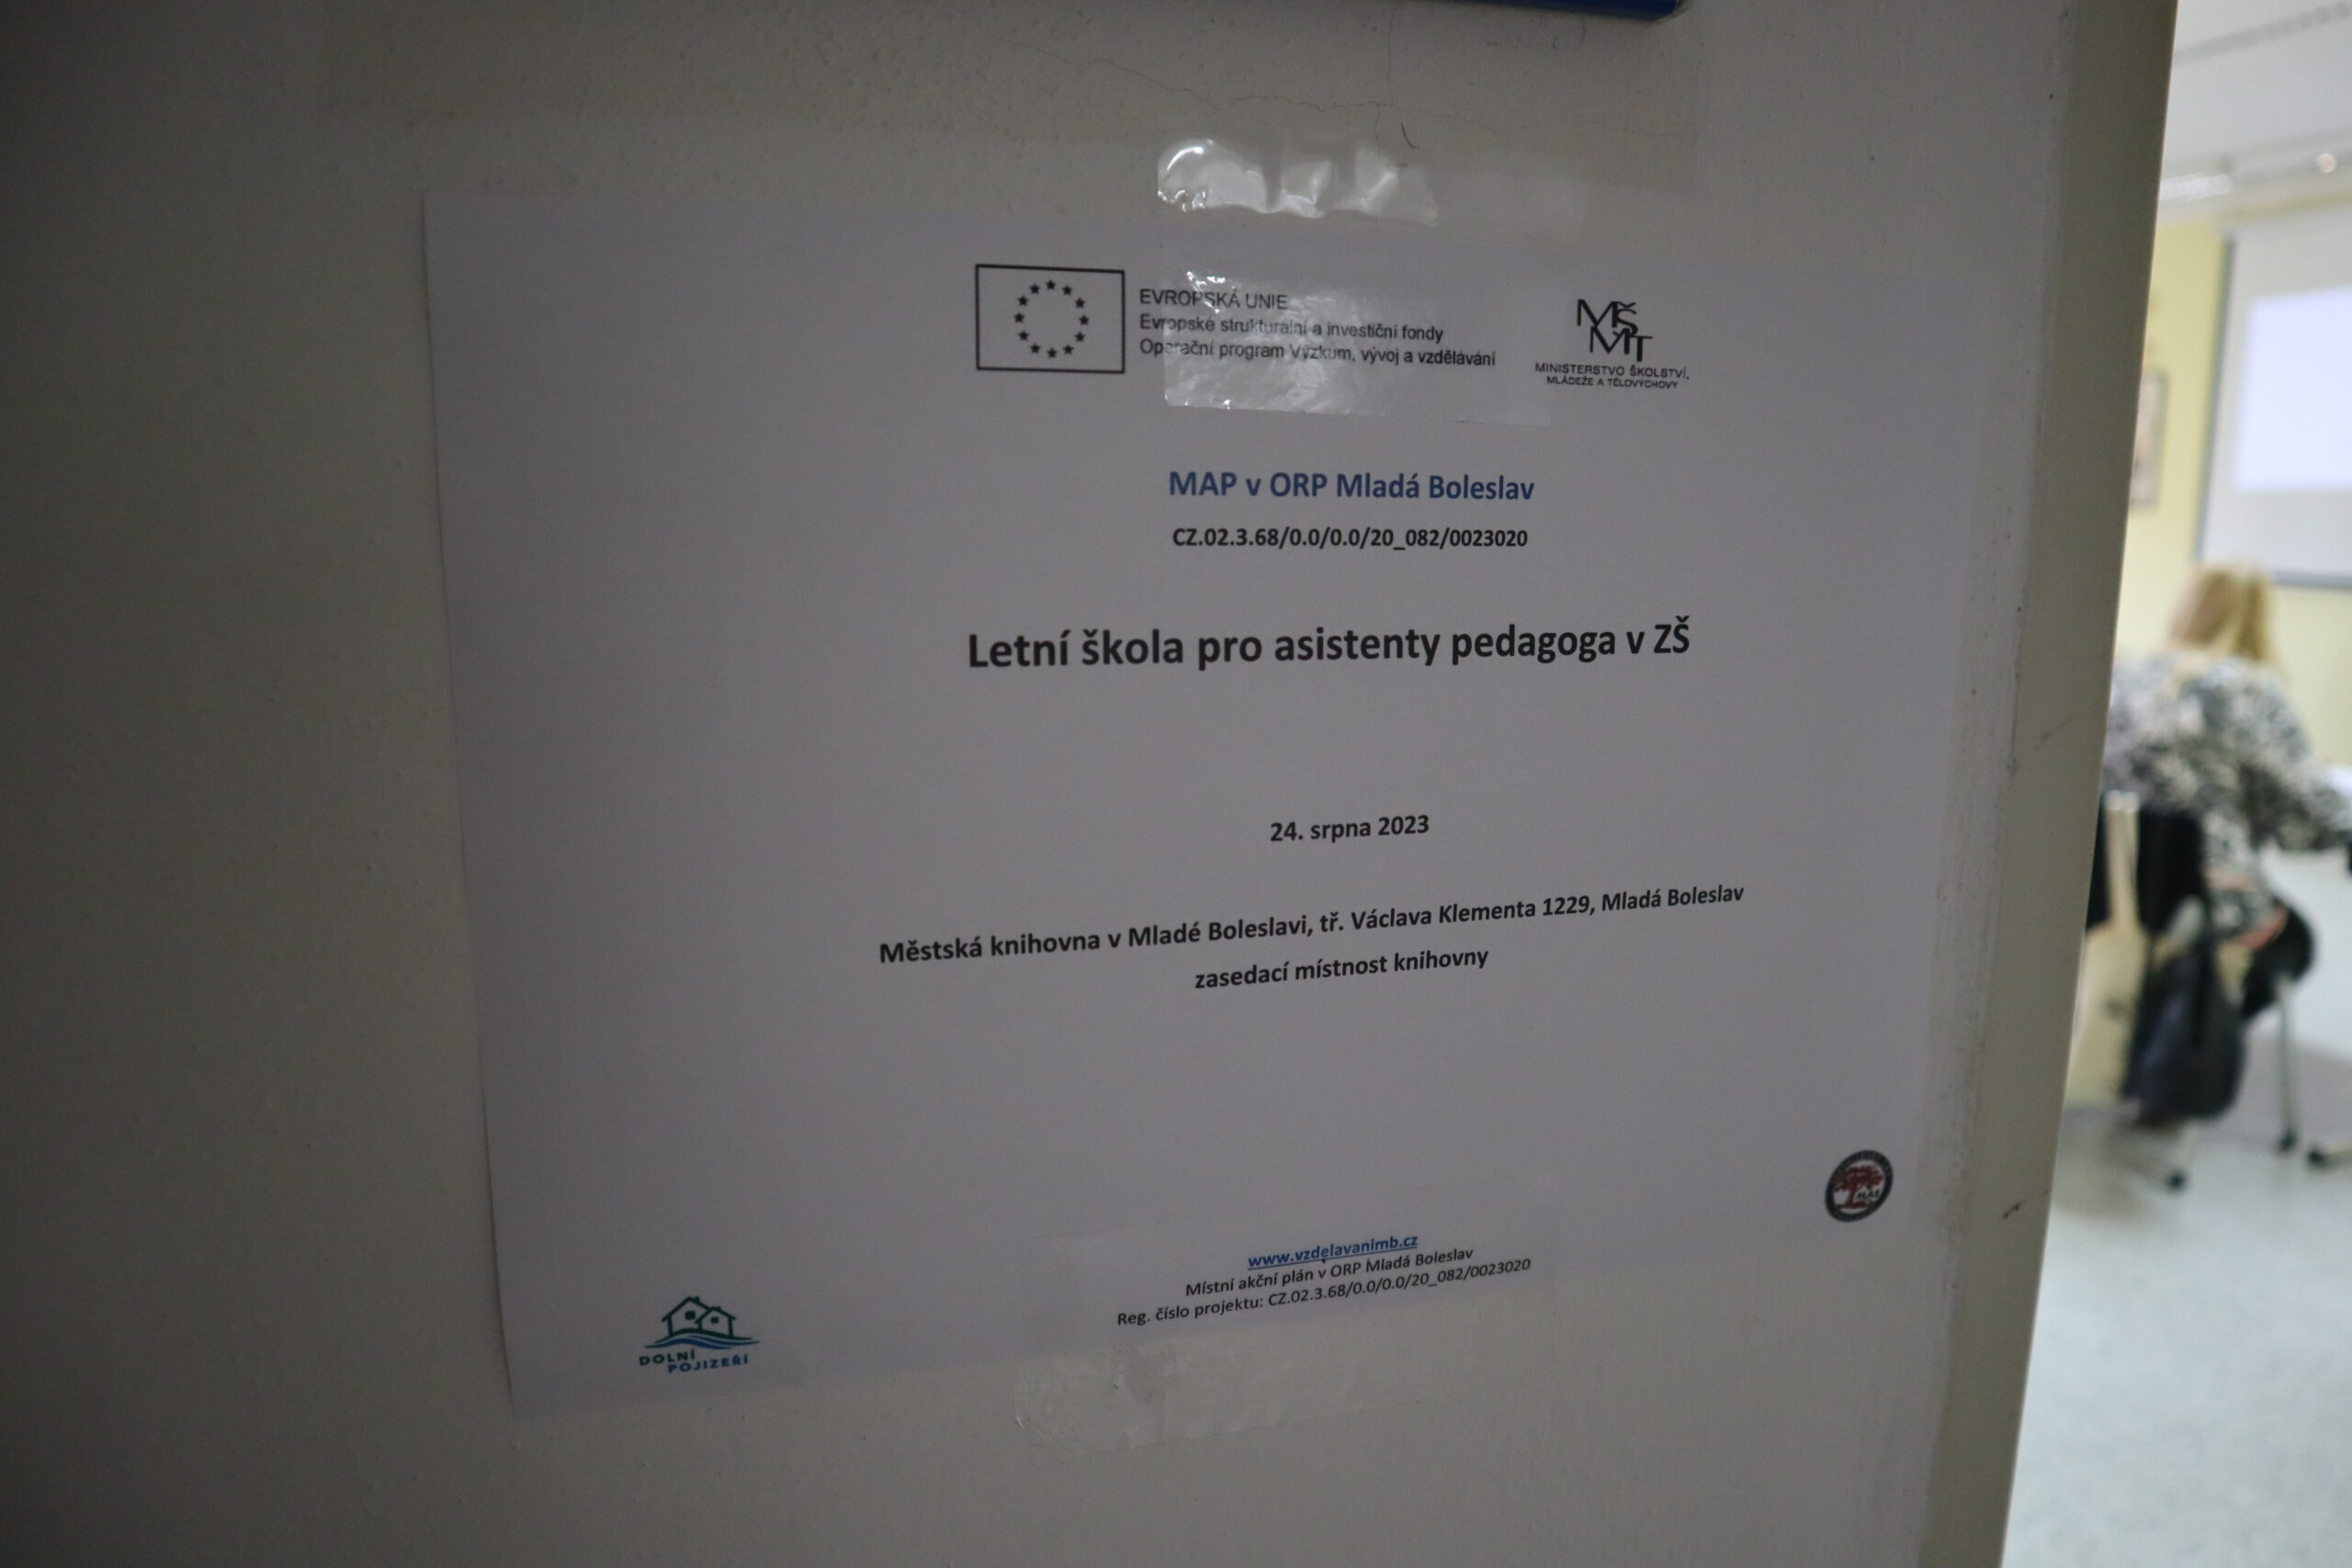 EVROPSKÁ UNIE
Evropské strukturální a investiční fondy
Operační program Výzkum, vývoj a vzdělávání
MŠMT
MINISTERSTVO ŠKOLSTVÍ,
MLÁDEŽE A TĚLOVÝCHOVY
MAP v ORP Mladá Boleslav
CZ.02.3.68/0.0/0.0/20_082/0023020
Letní škola pro asistenty pedagoga v ZŠ
24. srpna 2023
Městská knihovna v Mladé Boleslavi, tř. Václava Klementa 1229, Mladá Boleslav
zasedací místnost knihovny
www.vzdelavanimb.cz
Místní akční plán v ORP Mladá Boleslav
Reg. číslo projektu: CZ.02.3.68/0.0/0.0/20_082/0023020
DOLNÍ
POJIZEŘÍ
MAS